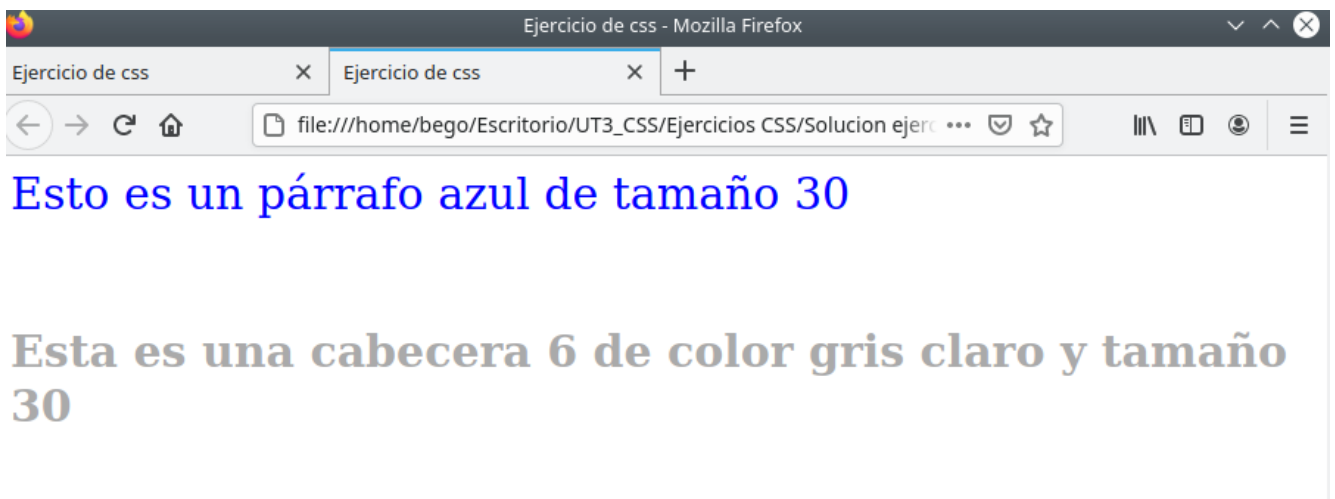 Ejercicio de css - Mozilla Firefox
Ejercicio de css
Ejercicio de css
file:///home/bego/Escritorio/UT3_CSS/Ejercicios CSS/Solucion ejerc
Esto es un párrafo azul de tamaño 30
Esta es una cabecera 6 de color gris claro y tamaño
30